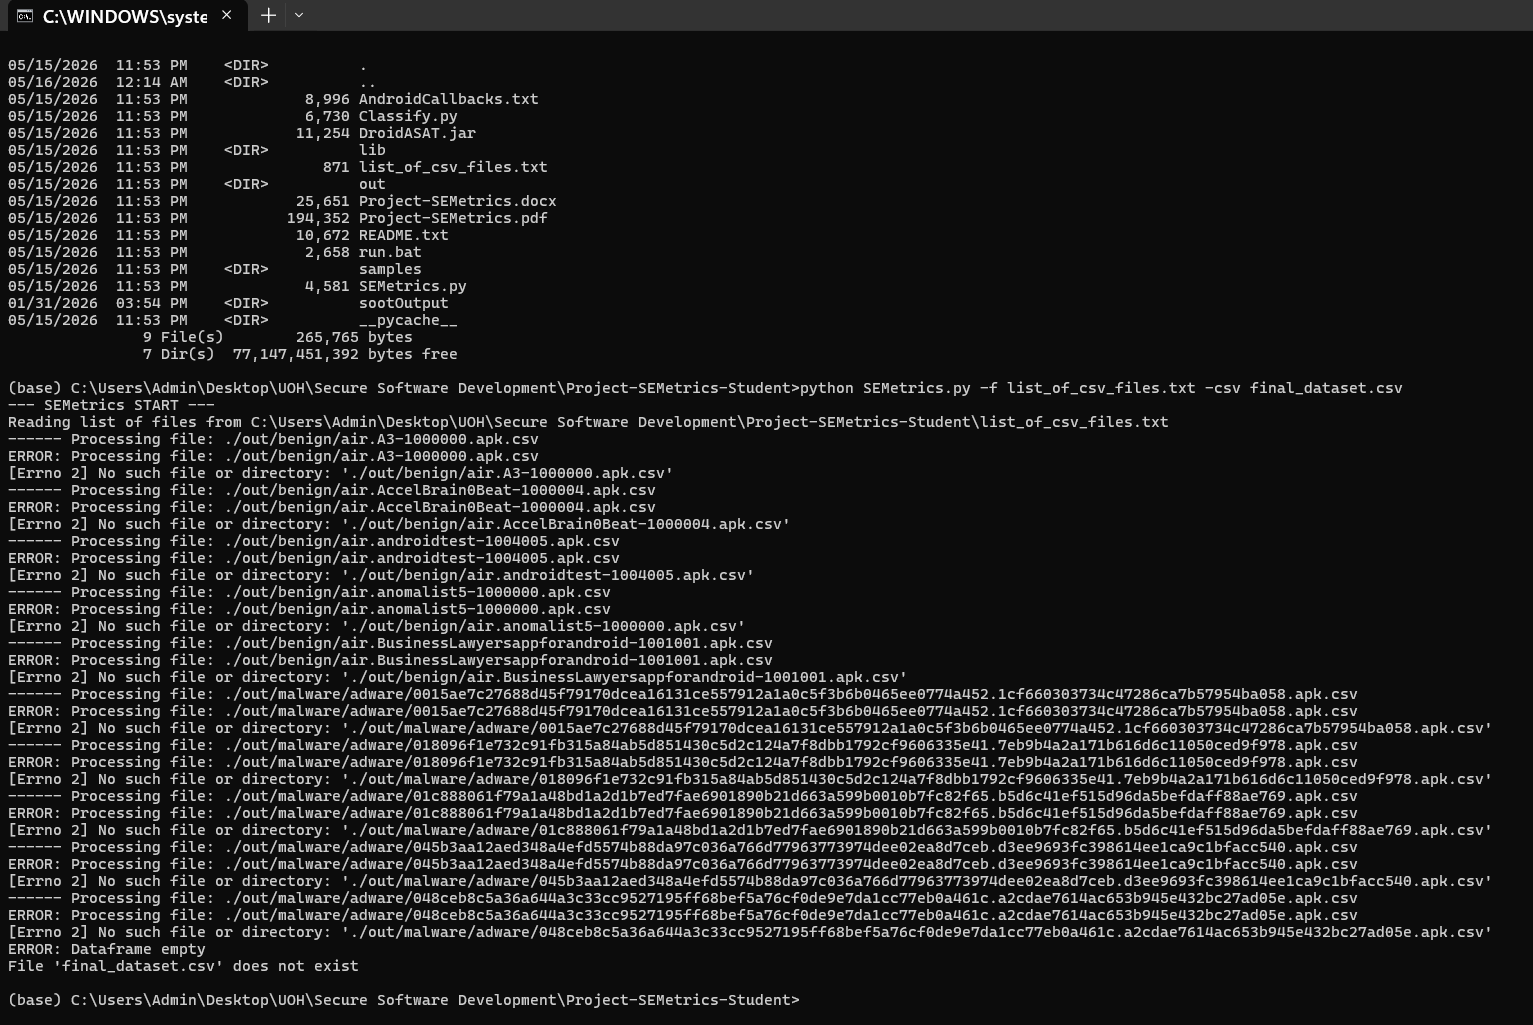 C:\WINDOWS\syste
05/15/2026  11:53 PM    <DIR>          .
05/16/2026  12:14 AM    <DIR>          ..
05/15/2026  11:53 PM             8,996 AndroidCallbacks.txt
05/15/2026  11:53 PM             6,730 Classify.py
05/15/2026  11:53 PM            11,254 DroidASAT.jar
05/15/2026  11:53 PM    <DIR>          lib
05/15/2026  11:53 PM               871 list_of_csv_files.txt
05/15/2026  11:53 PM    <DIR>          out
05/15/2026  11:53 PM            25,651 Project-SEMetrics.docx
05/15/2026  11:53 PM           194,352 Project-SEMetrics.pdf
05/15/2026  11:53 PM            10,672 README.txt
05/15/2026  11:53 PM             2,658 run.bat
05/15/2026  11:53 PM    <DIR>          samples
05/15/2026  11:53 PM             4,581 SEMetrics.py
01/31/2026  03:54 PM    <DIR>          sootOutput
05/15/2026  11:53 PM    <DIR>          __pycache__
               9 File(s)        265,765 bytes
               7 Dir(s)  77,147,451,392 bytes free
(base) C:\Users\Admin\Desktop\UOH\Secure Software Development\Project-SEMetrics-Student>python SEMetrics.py -f list_of_csv_files.txt -csv final_dataset.csv
--- SEMetrics START ---
Reading list of files from C:\Users\Admin\Desktop\UOH\Secure Software Development\Project-SEMetrics-Student\list_of_csv_files.txt
------ Processing file: ./out/benign/air.A3-1000000.apk.csv
ERROR: Processing file: ./out/benign/air.A3-1000000.apk.csv
[Errno 2] No such file or directory: './out/benign/air.A3-1000000.apk.csv'
------ Processing file: ./out/benign/air.AccelBrain0Beat-1000004.apk.csv
ERROR: Processing file: ./out/benign/air.AccelBrain0Beat-1000004.apk.csv
[Errno 2] No such file or directory: './out/benign/air.AccelBrain0Beat-1000004.apk.csv'
------ Processing file: ./out/benign/air.androidtest-1004005.apk.csv
ERROR: Processing file: ./out/benign/air.androidtest-1004005.apk.csv
[Errno 2] No such file or directory: './out/benign/air.androidtest-1004005.apk.csv'
------ Processing file: ./out/benign/air.anomalist5-1000000.apk.csv
ERROR: Processing file: ./out/benign/air.anomalist5-1000000.apk.csv
[Errno 2] No such file or directory: './out/benign/air.anomalist5-1000000.apk.csv'
------ Processing file: ./out/benign/air.BusinessLawyersappforandroid-1001001.apk.csv
ERROR: Processing file: ./out/benign/air.BusinessLawyersappforandroid-1001001.apk.csv
[Errno 2] No such file or directory: './out/benign/air.BusinessLawyersappforandroid-1001001.apk.csv'
------ Processing file: ./out/malware/adware/0015ae7c27688d45f79170dcea16131ce557912a1a0c5f3b6b0465ee0774a452.1cf660303734c47286ca7b57954ba058.apk.csv
ERROR: Processing file: ./out/malware/adware/0015ae7c27688d45f79170dcea16131ce557912a1a0c5f3b6b0465ee0774a452.1cf660303734c47286ca7b57954ba058.apk.csv
[Errno 2] No such file or directory: './out/malware/adware/0015ae7c27688d45f79170dcea16131ce557912a1a0c5f3b6b0465ee0774a452.1cf660303734c47286ca7b57954ba058.apk.csv'
------ Processing file: ./out/malware/adware/018096f1e732c91fb315a84ab5d851430c5d2c124a7f8dbb1792cf9606335e41.7eb9b4a2a171b616d6c11050ced9f978.apk.csv
ERROR: Processing file: ./out/malware/adware/018096f1e732c91fb315a84ab5d851430c5d2c124a7f8dbb1792cf9606335e41.7eb9b4a2a171b616d6c11050ced9f978.apk.csv
[Errno 2] No such file or directory: './out/malware/adware/018096f1e732c91fb315a84ab5d851430c5d2c124a7f8dbb1792cf9606335e41.7eb9b4a2a171b616d6c11050ced9f978.apk.csv'
------ Processing file: ./out/malware/adware/01c888061f79a1a48bd1a2d1b7ed7fae6901890b21d663a599b0010b7fc82f65.b5d6c41ef515d96da5befdaff88ae769.apk.csv
ERROR: Processing file: ./out/malware/adware/01c888061f79a1a48bd1a2d1b7ed7fae6901890b21d663a599b0010b7fc82f65.b5d6c41ef515d96da5befdaff88ae769.apk.csv
[Errno 2] No such file or directory: './out/malware/adware/01c888061f79a1a48bd1a2d1b7ed7fae6901890b21d663a599b0010b7fc82f65.b5d6c41ef515d96da5befdaff88ae769.apk.csv'
------ Processing file: ./out/malware/adware/045b3aa12aed348a4efd5574b88da97c036a766d77963773974dee02ea8d7ceb.d3ee9693fc398614ee1ca9c1bfacc540.apk.csv
ERROR: Processing file: ./out/malware/adware/045b3aa12aed348a4efd5574b88da97c036a766d77963773974dee02ea8d7ceb.d3ee9693fc398614ee1ca9c1bfacc540.apk.csv
[Errno 2] No such file or directory: './out/malware/adware/045b3aa12aed348a4efd5574b88da97c036a766d77963773974dee02ea8d7ceb.d3ee9693fc398614ee1ca9c1bfacc540.apk.csv'
------ Processing file: ./out/malware/adware/048ceb8c5a36a644a3c33cc9527195ff68bef5a76cf0de9e7da1cc77eb0a461c.a2cdae7614ac653b945e432bc27ad05e.apk.csv
ERROR: Processing file: ./out/malware/adware/048ceb8c5a36a644a3c33cc9527195ff68bef5a76cf0de9e7da1cc77eb0a461c.a2cdae7614ac653b945e432bc27ad05e.apk.csv
[Errno 2] No such file or directory: './out/malware/adware/048ceb8c5a36a644a3c33cc9527195ff68bef5a76cf0de9e7da1cc77eb0a461c.a2cdae7614ac653b945e432bc27ad05e.apk.csv'
ERROR: Dataframe empty
File 'final_dataset.csv' does not exist
(base) C:\Users\Admin\Desktop\UOH\Secure Software Development\Project-SEMetrics-Student>